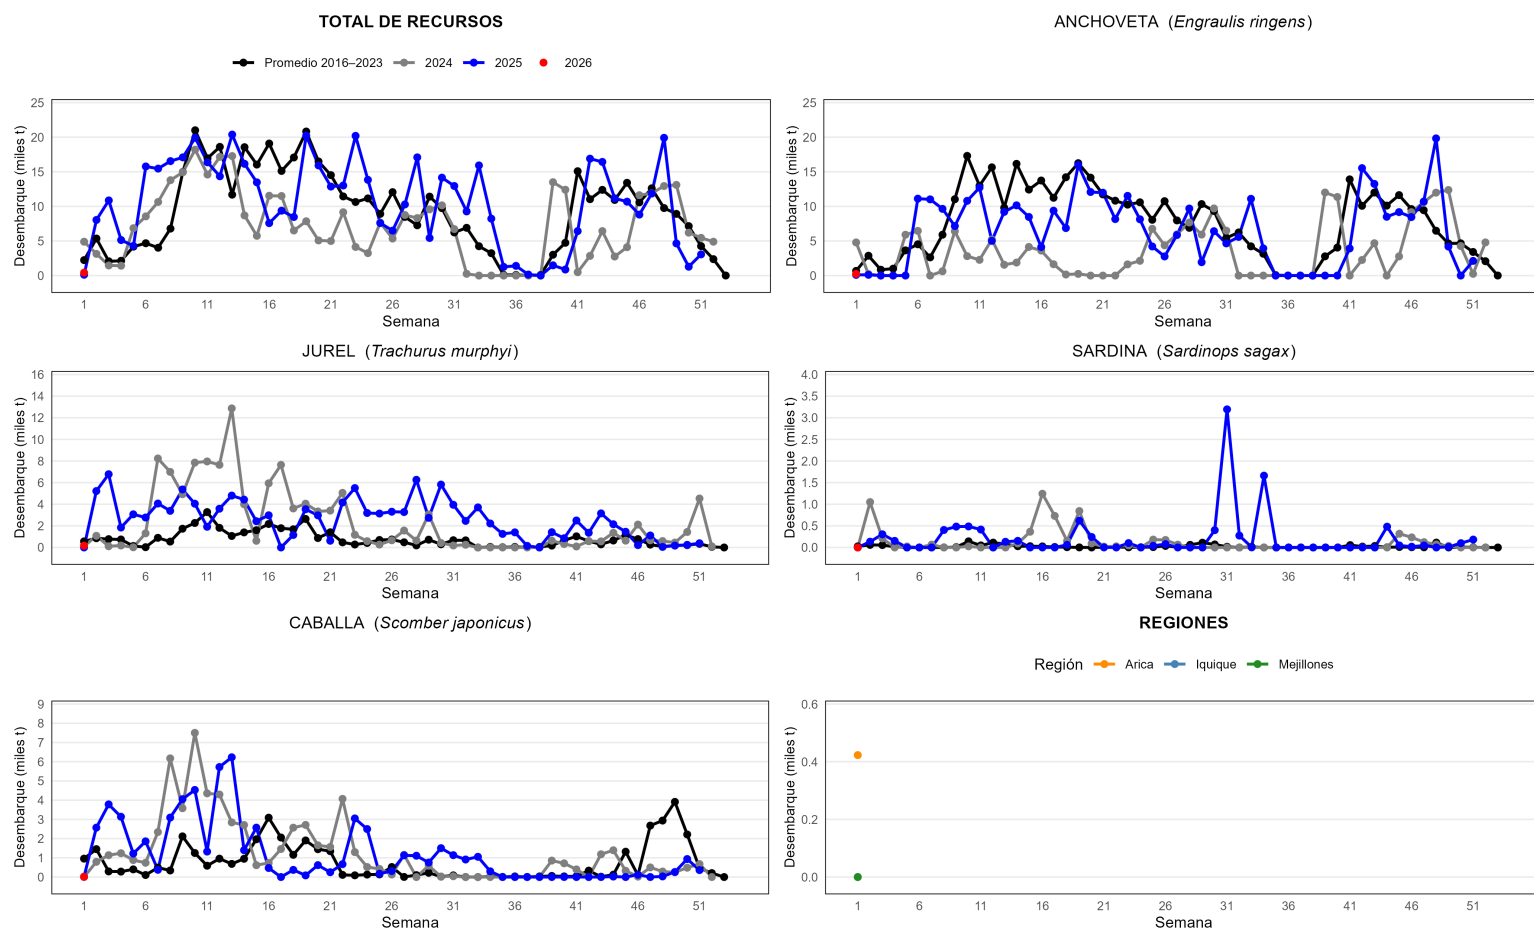 TOTAL DE RECURSOS
Promedio 2016–2023 2024 2025 2026
25
20
15
10
5
0
Desembarque (miles t)
1 6 11 16 21 26 31 36 41 46 51
Semana
ANCHOVETA (Engraulis ringens)
25
20
15
10
5
0
Desembarque (miles t)
1 6 11 16 21 26 31 36 41 46 51
Semana
JUREL (Trachurus murphyi)
16
14
12
10
8
6
4
2
0
Desembarque (miles t)
1 6 11 16 21 26 31 36 41 46 51
Semana
SARDINA (Sardinops sagax)
4.0
3.5
3.0
2.5
2.0
1.5
1.0
0.5
0.0
Desembarque (miles t)
1 6 11 16 21 26 31 36 41 46 51
Semana
CABALLA (Scomber japonicus)
9
8
7
6
5
4
3
2
1
0
Desembarque (miles t)
1 6 11 16 21 26 31 36 41 46 51
Semana
REGIONES
Región Arica Iquique Mejillones
0.6
0.4
0.2
0.0
Desembarque (miles t)
1 6 11 16 21 26 31 36 41 46 51
Semana